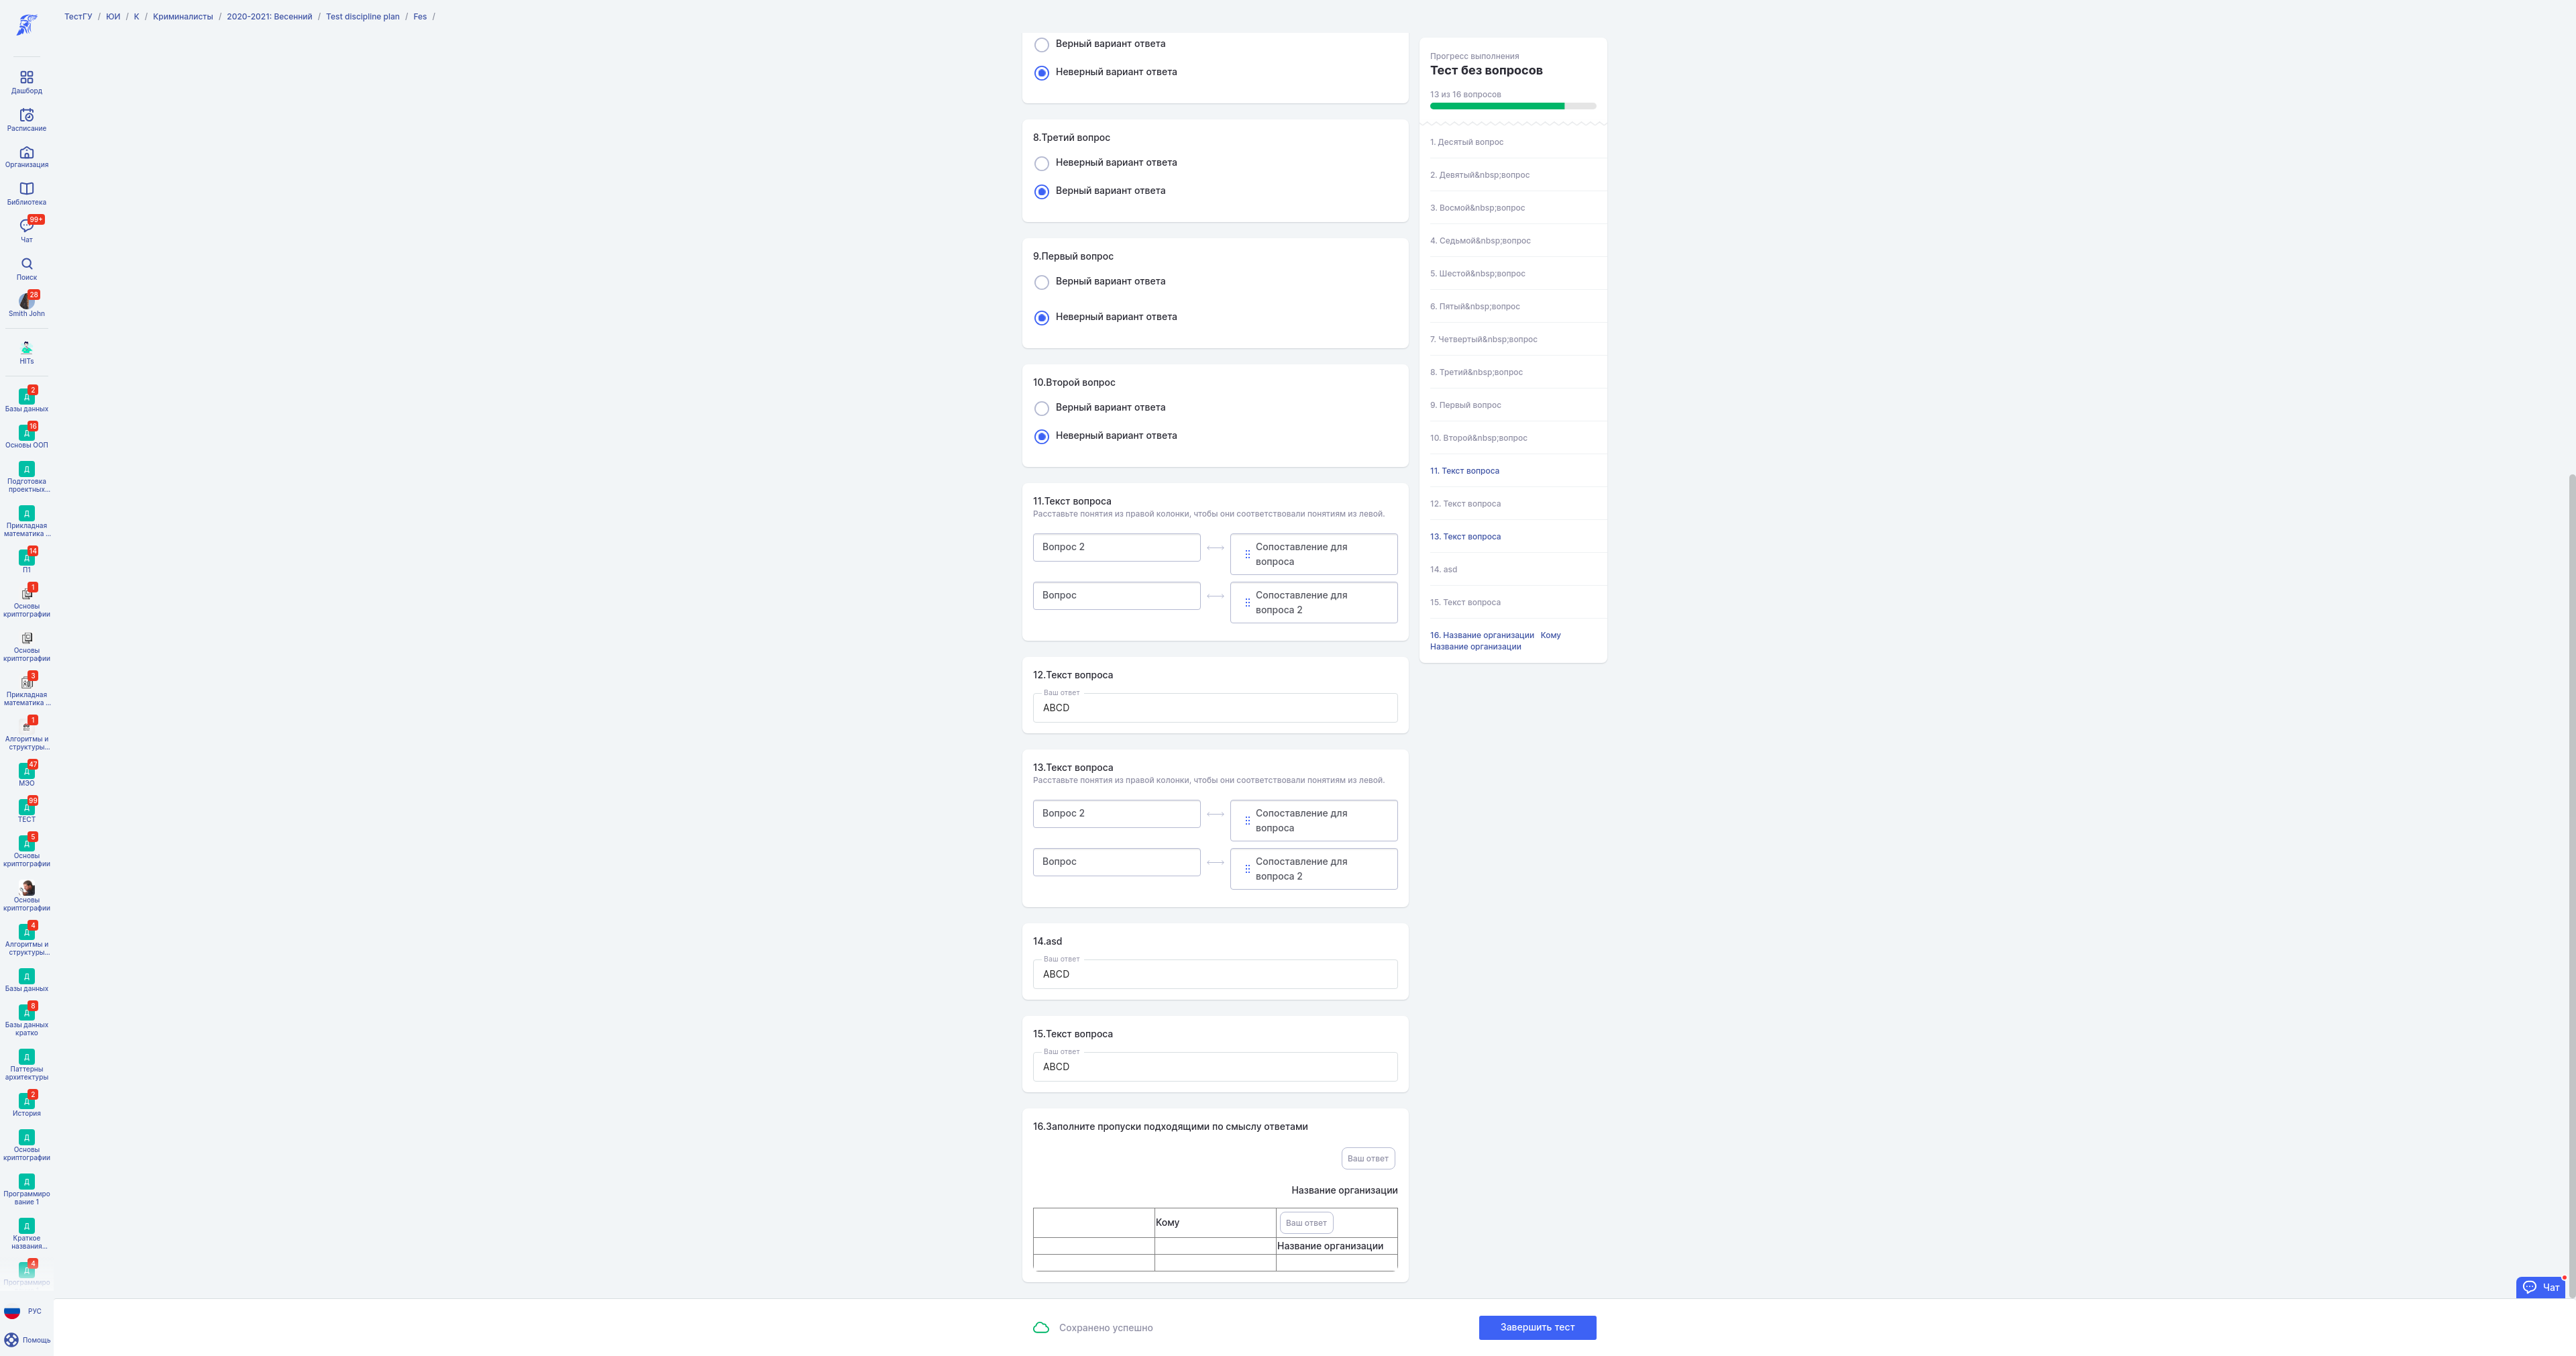 ТестГУ / ЮИ / К / Криминалисты / 2020-2021: Весенний / Test discipline plan / Fes /
Дашборд
Расписание
Организация
Библиотека
99+
Чат
Поиск
28
Smith John
HITs
2
Д
Базы данных
16
Д
Основы ООП
Д
Подготовка
проектных...
Д
Прикладная
математика ...
14
Д
П1
1
Основы
криптографии
Основы
криптографии
3
Прикладная
математика ...
1
Алгоритмы и
структуры...
47
Д
МЭО
99
Д
ТЕСТ
5
Д
Основы
криптографии
Основы
криптографии
4
Д
Алгоритмы и
структуры...
Д
Базы данных
8
Д
Базы данных
кратко
Д
Паттерны
архитектуры
2
Д
История
Д
Основы
криптографии
Д
Программиро
вание 1
Д
Краткое
названия...
4
Д
Программиро
РУС
Помощь
Верный вариант ответа
Неверный вариант ответа
8.Третий вопрос
Неверный вариант ответа
Верный вариант ответа
9.Первый вопрос
Верный вариант ответа
Неверный вариант ответа
10.Второй вопрос
Верный вариант ответа
Неверный вариант ответа
11.Текст вопроса
Расставьте понятия из правой колонки, чтобы они соответствовали понятиям из левой.
Вопрос 2
Сопоставление для
вопроса
Вопрос
Сопоставление для
вопроса 2
12.Текст вопроса
Ваш ответ
ABCD
13.Текст вопроса
Расставьте понятия из правой колонки, чтобы они соответствовали понятиям из левой.
Вопрос 2
Сопоставление для
вопроса
Вопрос
Сопоставление для
вопроса 2
14.asd
Ваш ответ
ABCD
15.Текст вопроса
Ваш ответ
ABCD
16.Заполните пропуски подходящими по смыслу ответами
Ваш ответ
Название организации
Кому
Ваш ответ
Название организации
Прогресс выполнения
Тест без вопросов
13 из 16 вопросов
1. Десятый вопрос
2. Девятый&nbsp;вопрос
3. Восмой&nbsp;вопрос
4. Седьмой&nbsp;вопрос
5. Шестой&nbsp;вопрос
6. Пятый&nbsp;вопрос
7. Четвертый&nbsp;вопрос
8. Третий&nbsp;вопрос
9. Первый вопрос
10. Второй&nbsp;вопрос
11. Текст вопроса
12. Текст вопроса
13. Текст вопроса
14. asd
15. Текст вопроса
16. Название организации Кому
Название организации
Сохранено успешно
Завершить тест
Чат